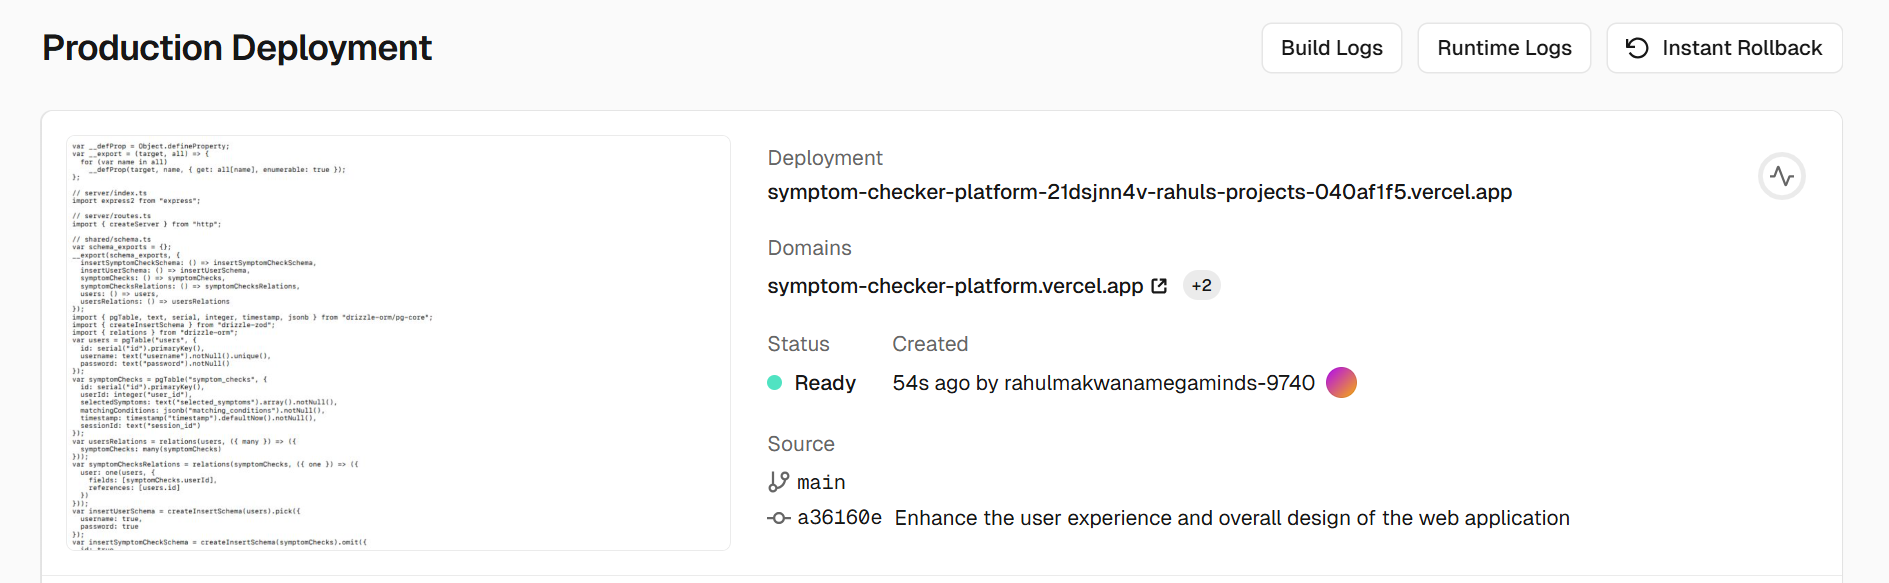 Production Deployment
Build Logs
Runtime Logs
Instant Rollback
var __defProp = Object.defineProperty;
var __export = (target, all) => {
  for (var name in all)
    __defProp(target, name, { get: all[name], enumerable: true });
};
// server/index.ts
import express2 from "express";
// server/routes.ts
import { createServer } from "http";
// shared/schema.ts
var schema_exports = {};
__export(schema_exports, {
  insertSymptomCheckSchema: () => insertSymptomCheckSchema,
  insertUserSchema: () => insertUserSchema,
  symptomChecks: () => symptomChecks,
  symptomChecksRelations: () => symptomChecksRelations,
  users: () => users,
  usersRelations: () => usersRelations
});
import { pgTable, text, serial, integer, timestamp, jsonb } from "drizzle-orm/pg-core";
import { createInsertSchema } from "drizzle-zod";
import { relations } from "drizzle-orm";
var users = pgTable("users", {
  id: serial("id").primaryKey(),
  username: text("username").notNull().unique(),
  password: text("password").notNull()
});
var symptomChecks = pgTable("symptom_checks", {
  id: serial("id").primaryKey(),
  userId: integer("user_id"),
  selectedSymptoms: text("selected_symptoms").array().notNull(),
  matchingConditions: jsonb("matching_conditions").notNull(),
  timestamp: timestamp("timestamp").defaultNow().notNull(),
  sessionId: text("session_id")
});
var usersRelations = relations(users, ({ many }) => ({
  symptomChecks: many(symptomChecks)
}));
var symptomChecksRelations = relations(symptomChecks, ({ one }) => ({
  user: one(users, {
    fields: [symptomChecks.userId],
    references: [users.id]
  })
}));
var insertUserSchema = createInsertSchema(users).pick({
  username: true,
  password: true
});
var insertSymptomCheckSchema = createInsertSchema(symptomChecks).omit({
  id: true
Deployment
symptom-checker-platform-21dsjnn4v-rahuls-projects-040af1f5.vercel.app
Domains
symptom-checker-platform.vercel.app +2
Status Created
Ready 54s ago by rahulmakwanamegaminds-9740
Source
main
a36160e Enhance the user experience and overall design of the web application